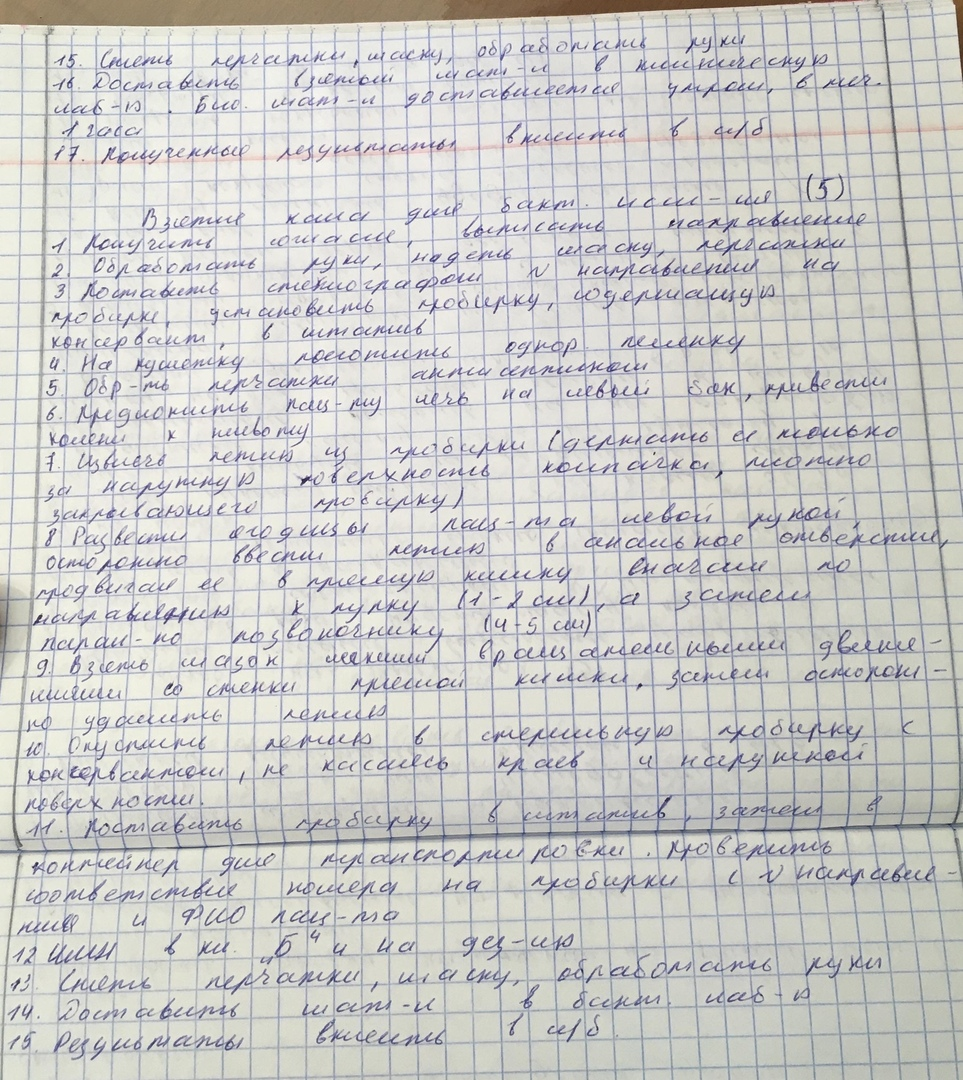 15. Снять перчатки, маску, обработать руки
16. Доставить взятый мат-л в клиническую
лаб-ю. Био. мат-л доставляется утром, в теч.
1 часа
17. Полученные результаты вклеить в и/б
Взятие кала для бакт. иссл-ия (5)
1 Получить согласие, выписать направление
2. Обработать руки, надеть маску, перчатки
3 Поставить стеклографом № направления на
пробирке, установить пробирку, содержащую
консервант, в штатив
4. На кушетку положить однор. пеленку
5. Обр-ть перчатки антисептиком
6. Предложить пац-ту лечь на левый бок, привести
колени к животу
7. Извлечь петлю из пробирки (держать ее только
за наружную поверхность колпачка, плотно
закрывающего пробирку)
8 Развести ягодицы пац-та левой рукой,
осторожно ввести петлю в анальное отверстие,
продвигая ее в прямую кишку вначале по
направлению к пупку (1-2 см), а затем
парал-но позвоночнику (4-5 см)
9. Взять мазок легкими вращательными движе-
ниями со стенки прямой кишки, затем осторож-
но удалить петлю
10. Опустить петлю в стерильную пробирку с
консервантом, не касаясь краев и наружной
поверхности.
11. Поставить пробирку в штатив, затем в
контейнер для транспортировки. Проверить
соответствие номера на пробирки с № направле-
ния и ФИО пац-та
12 ИМН в кл. "Б" и на дез-ию
13. Снять перчатки, маску, обработать руки
14. Доставить мат-л в бакт. лаб-ю
15. Результаты вклеить в и/б.